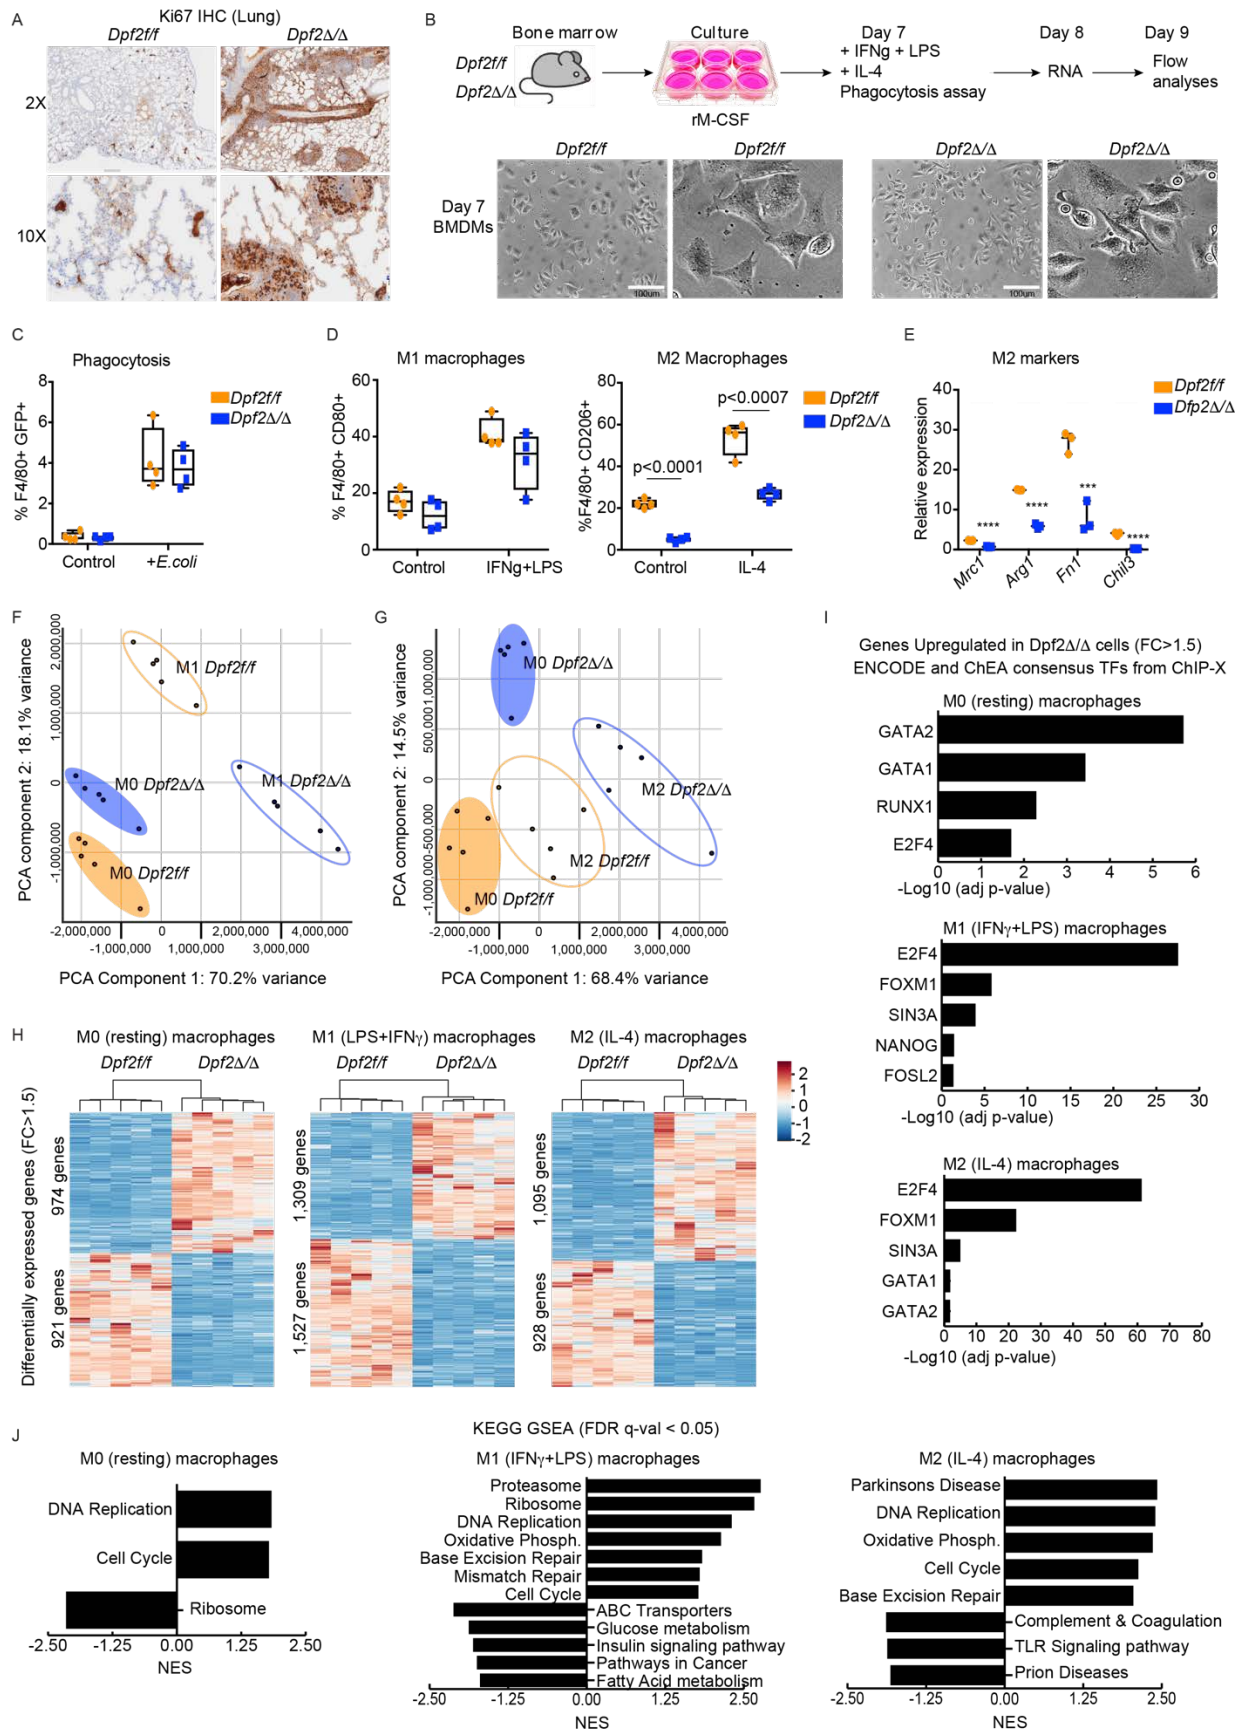 A
Ki67 IHC (Lung)
Dpf2f/f
Dpf2Δ/Δ
2X
10X
B
Bone marrow
Culture
Day 7
Day 8
Day 9
Dpf2f/f
Dpf2Δ/Δ
+ IFNg + LPS
+ IL-4
Phagocytosis assay
RNA
Flow
analyses
rM-CSF
Dpf2f/f
Dpf2f/f
Dpf2Δ/Δ
Dpf2Δ/Δ
Day 7
BMDMs
100um
100um
C
Phagocytosis
% F4/80+ GFP+
8
6
4
2
0
Control
+E.coli
Dpf2f/f
Dpf2Δ/Δ
D
M1 macrophages
% F4/80+ CD80+
60
40
20
0
Control
IFNg+LPS
M2 Macrophages
%F4/80+ CD206+
80
60
40
20
0
p<0.0001
p<0.0007
Control
IL-4
Dpf2f/f
Dpf2Δ/Δ
E
M2 markers
Relative expression
40
30
20
10
0
****
****
***
****
Mrc1
Arg1
Fn1
Chil3
Dpf2f/f
Dfp2Δ/Δ
F
PCA component 2: 18.1% variance
2,000,000
1,000,000
0
-1,000,000
M1 Dpf2f/f
M0 Dpf2Δ/Δ
M1 Dpf2Δ/Δ
M0 Dpf2f/f
-2,000,000
-1,000,000
0
1,000,000
2,000,000
3,000,000
4,000,000
PCA Component 1: 70.2% variance
G
PCA component 2: 14.5% variance
1,000,000
500,000
0
-500,000
-1,000,000
M0 Dpf2Δ/Δ
M2 Dpf2Δ/Δ
M2 Dpf2f/f
M0 Dpf2f/f
-2,000,000
-1,000,000
0
1,000,000
2,000,000
3,000,000
4,000,000
PCA Component 1: 68.4% variance
H
Differentially expressed genes (FC>1.5)
M0 (resting) macrophages
Dpf2f/f
Dpf2Δ/Δ
974 genes
921 genes
M1 (LPS+IFNγ) macrophages
Dpf2f/f
Dpf2Δ/Δ
1,309 genes
1,527 genes
M2 (IL-4) macrophages
Dpf2f/f
Dpf2Δ/Δ
1,095 genes
928 genes
2
1
0
-1
-2
I
Genes Upregulated in Dpf2Δ/Δ cells (FC>1.5)
ENCODE and ChEA consensus TFs from ChIP-X
M0 (resting) macrophages
GATA2
GATA1
RUNX1
E2F4
0 1 2 3 4 5 6
-Log10 (adj p-value)
M1 (IFNγ+LPS) macrophages
E2F4
FOXM1
SIN3A
NANOG
FOSL2
0 5 10 15 20 25 30
-Log10 (adj p-value)
M2 (IL-4) macrophages
E2F4
FOXM1
SIN3A
GATA1
GATA2
0 10 20 30 40 50 60 70 80
-Log10 (adj p-value)
J
KEGG GSEA (FDR q-val < 0.05)
M0 (resting) macrophages
DNA Replication
Cell Cycle
Ribosome
-2.50 -1.25 0.00 1.25 2.50
NES
M1 (IFNγ+LPS) macrophages
Proteasome
Ribosome
DNA Replication
Oxidative Phosph.
Base Excision Repair
Mismatch Repair
Cell Cycle
ABC Transporters
Glucose metabolism
Insulin signaling pathway
Pathways in Cancer
Fatty Acid metabolism
-2.50 -1.25 0.00 1.25 2.50
NES
M2 (IL-4) macrophages
Parkinsons Disease
DNA Replication
Oxidative Phosph.
Cell Cycle
Base Excision Repair
Complement & Coagulation
TLR Signaling pathway
Prion Diseases
-2.50 -1.25 0.00 1.25 2.50
NES